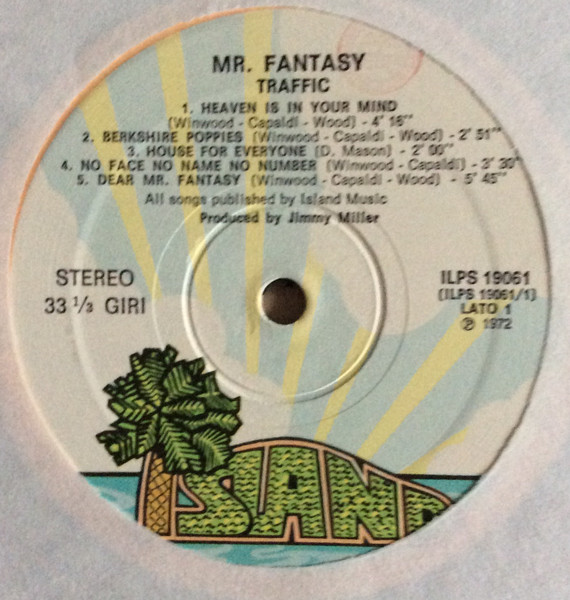 MR. FANTASY
TRAFFIC
1. HEAVEN IS IN YOUR MIND
(Winwood - Capaldi - Wood) - 4' 16''
2. BERKSHIRE POPPIES (Winwood - Capaldi - Wood) - 2' 51''
3. HOUSE FOR EVERYONE (D. Mason) - 2' 00''
4. NO FACE NO NAME NO NUMBER (Winwood - Capaldi) - 3' 30''
5. DEAR MR. FANTASY (Winwood - Capaldi - Wood) - 5' 45''
All songs published by Island Music
Produced by Jimmy Miller
STEREO
33 ⅓ GIRI
ILPS 19061
(ILPS 19061/1)
LATO 1
℗ 1972
ISLAND